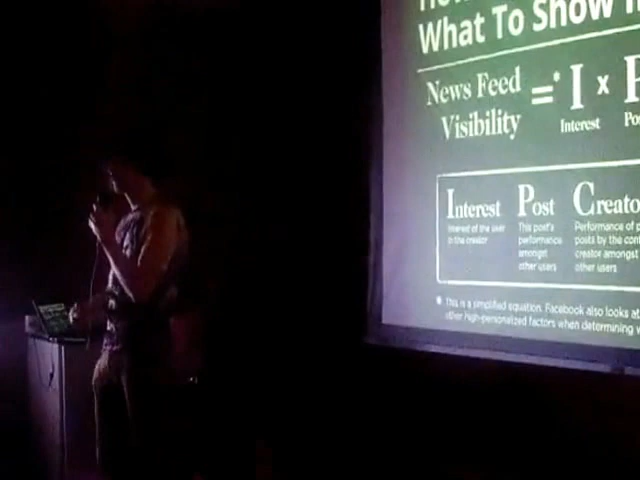 What To Show
News Feed
Visibility
=* I x P
Interest
Interest Post
Interest of the user
in the creator
This post's
performance
amongst
other users
Performance of
posts by the
creator amongst
other users
* This is a simplified equation. Facebook also looks at
other high-personalized factors when determining